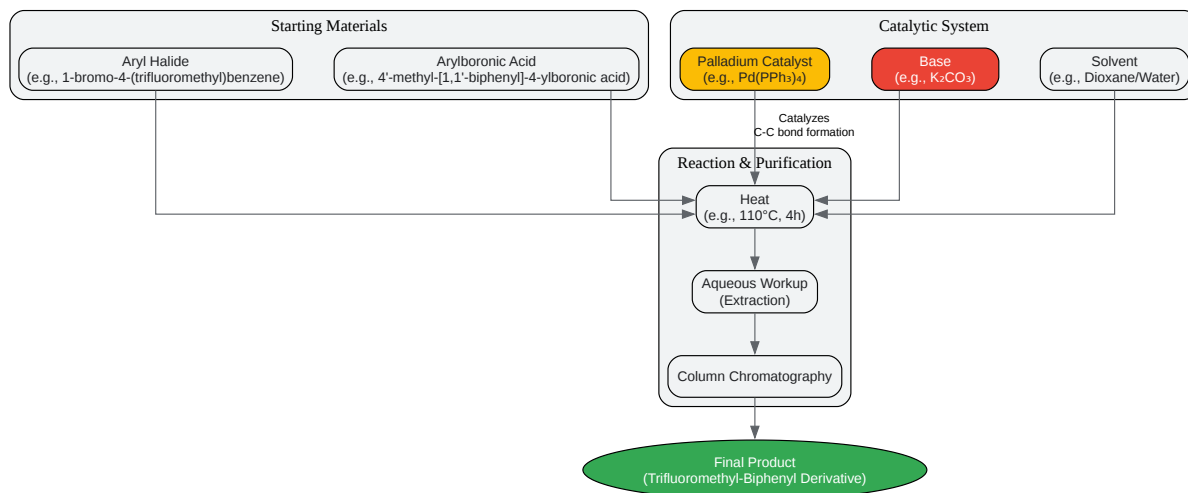 Starting Materials
Aryl Halide
(e.g., 1-bromo-4-(trifluoromethyl)benzene)
Arylboronic Acid
(e.g., 4'-methyl-[1,1'-biphenyl]-4-ylboronic acid)
Catalytic System
Palladium Catalyst
(e.g., Pd(PPh₃)₄)
Base
(e.g., K₂CO₃)
Solvent
(e.g., Dioxane/Water)
Catalyzes
C-C bond formation
Reaction & Purification
Heat
(e.g., 110°C, 4h)
Aqueous Workup
(Extraction)
Column Chromatography
Final Product
(Trifluoromethyl-Biphenyl Derivative)